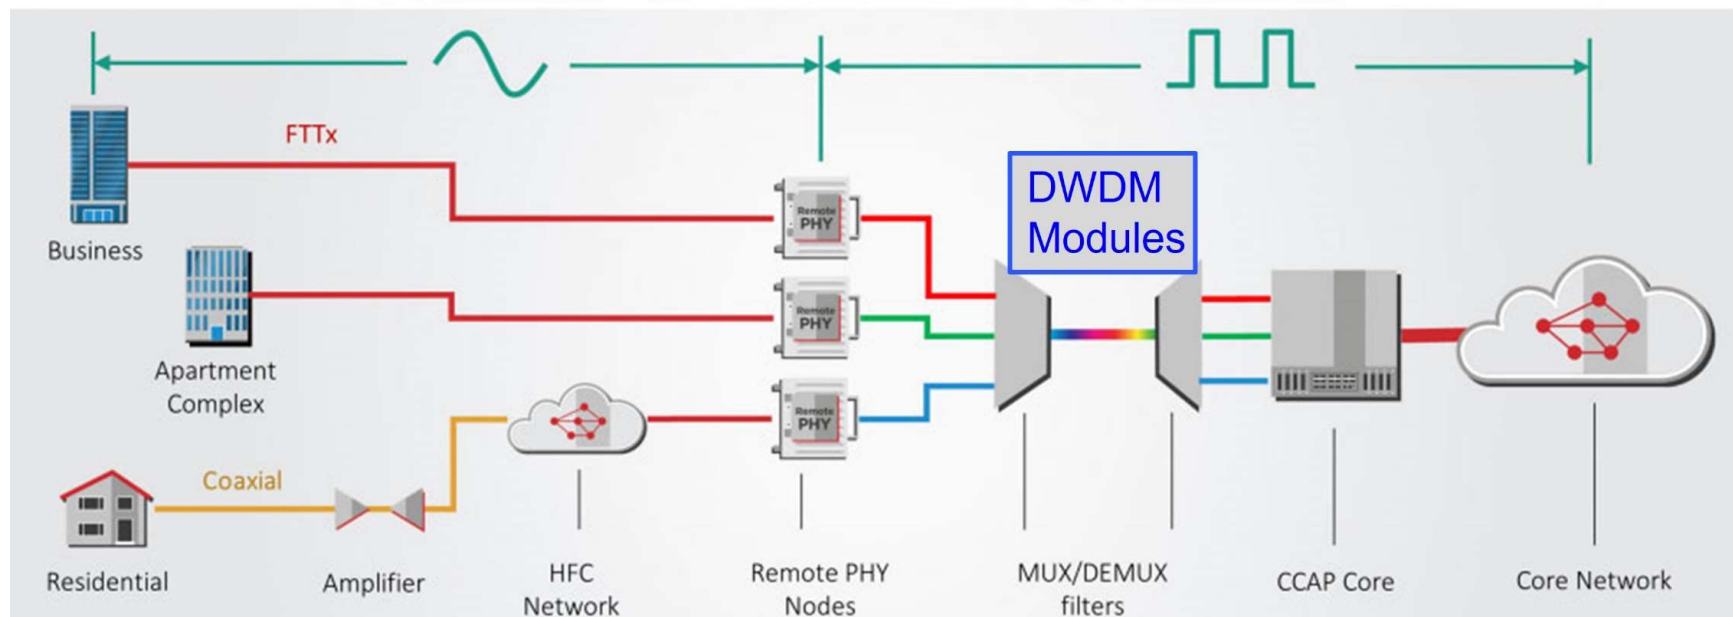 FTTx
DWDM
Modules
Business
Remote
PHY
Remote
PHY
Apartment
Complex
Remote
PHY
Coaxial
Residential
Amplifier
HFC
Network
Remote PHY
Nodes
MUX/DEMUX
filters
CCAP Core
Core Network